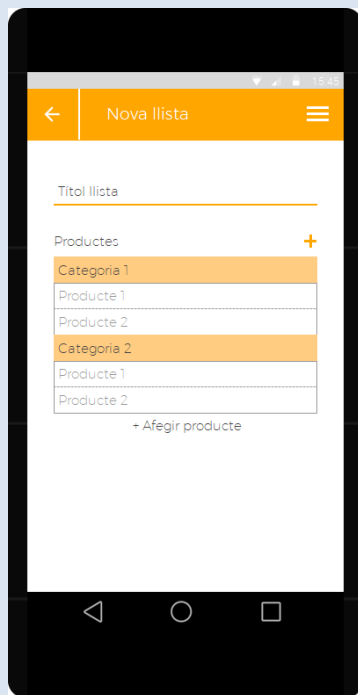 15:45
Nova llista
Títol llista
Productes +
Categoria 1
Producte 1
Producte 2
Categoria 2
Producte 1
Producte 2
+ Afegir producte